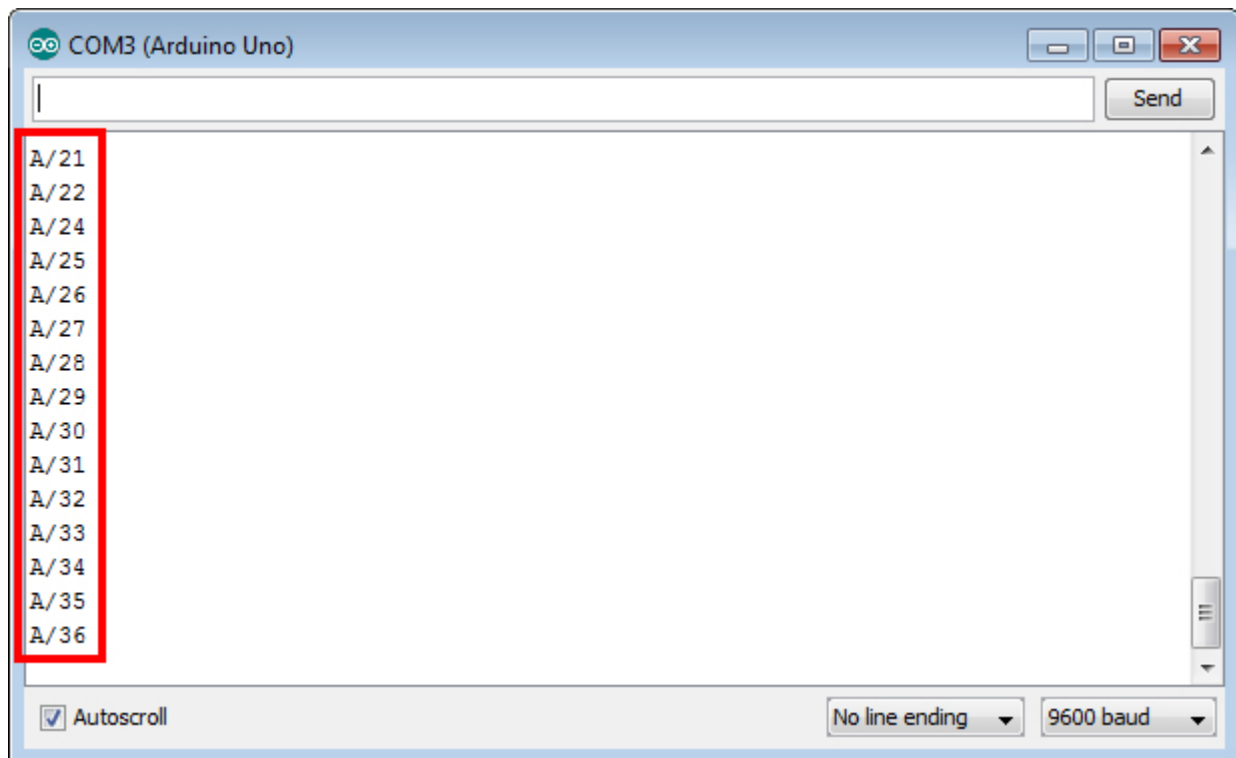 COM3 (Arduino Uno)
Send
A/21
A/22
A/24
A/25
A/26
A/27
A/28
A/29
A/30
A/31
A/32
A/33
A/34
A/35
A/36
Autoscroll
No line ending
9600 baud